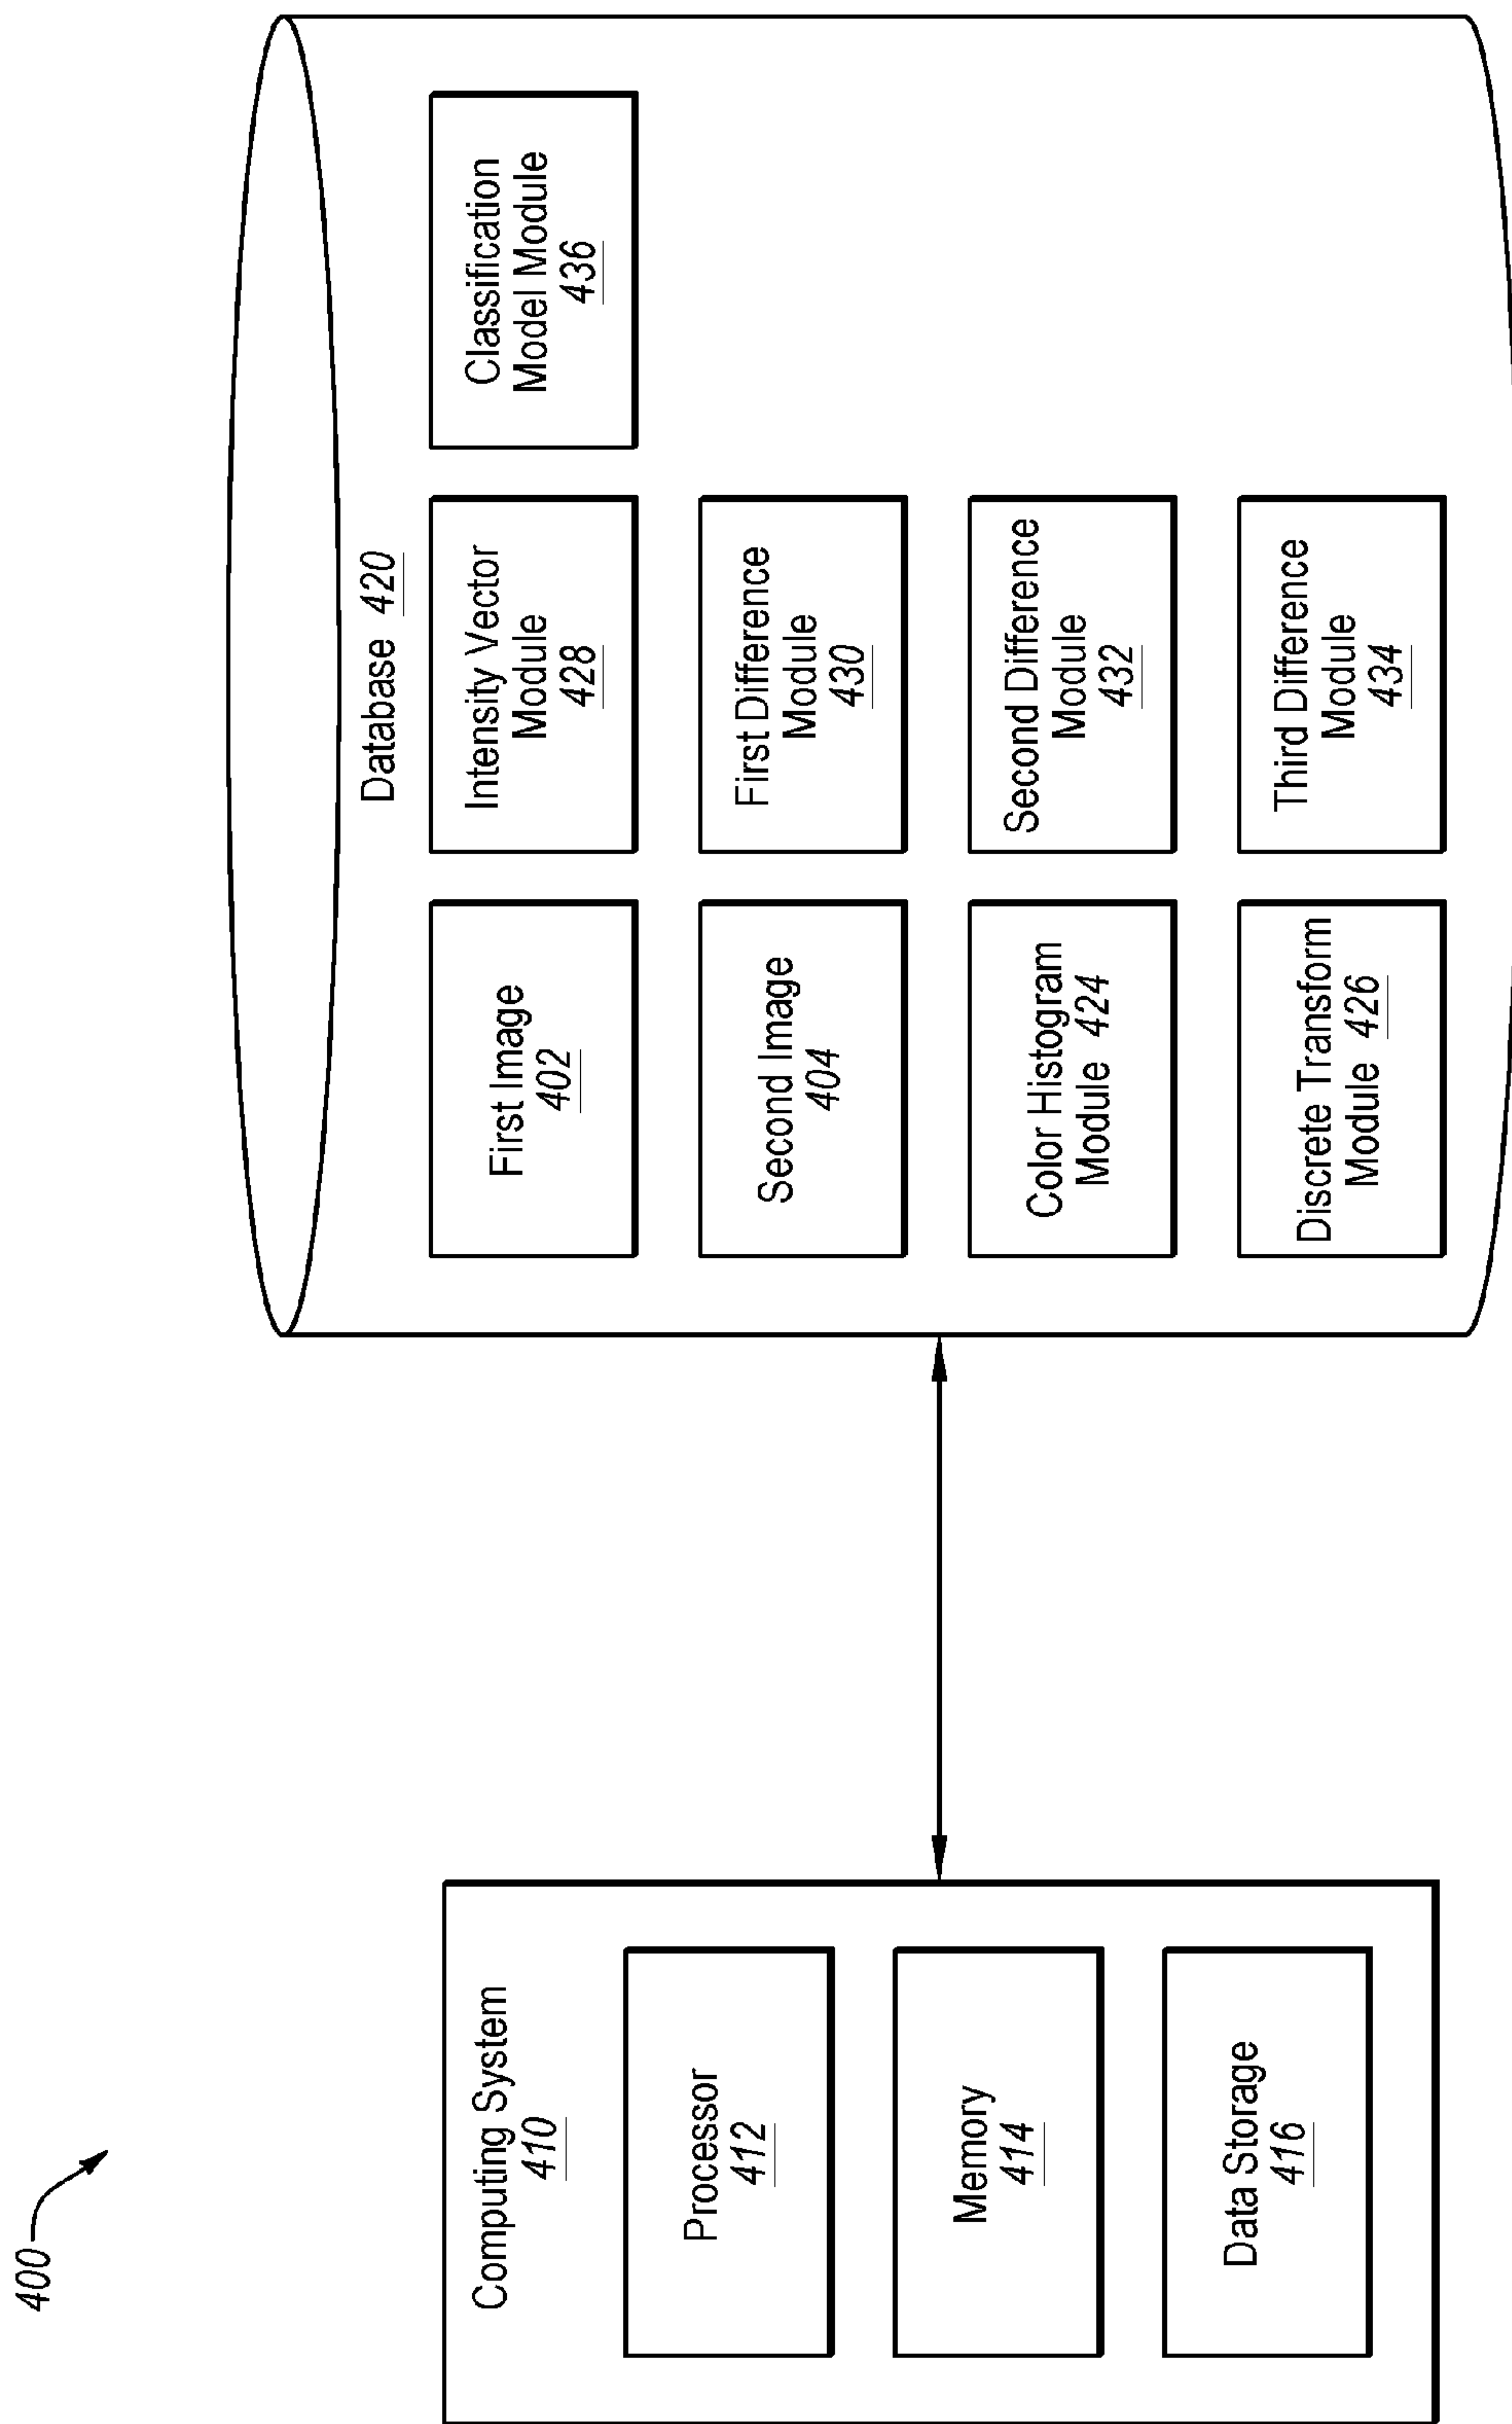 400
Computing System
410
Processor
412
Memory
414
Data Storage
416
Database 420
First Image
402
Second Image
404
Color Histogram
Module 424
Discrete Transform
Module 426
Intensity Vector
Module
428
First Difference
Module
430
Second Difference
Module
432
Third Difference
Module
434
Classification
Model Module
436